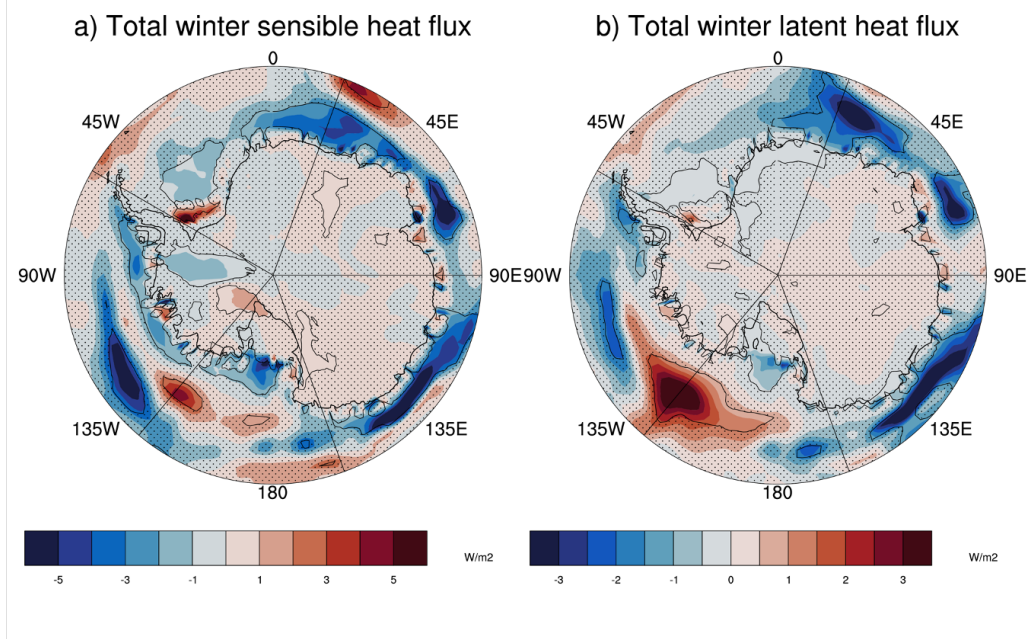 a) Total winter sensible heat flux
b) Total winter latent heat flux
0
0
45W
45E
45W
45E
90W
90E
90W
90E
135W
135E
135W
135E
180
180
W/m2
W/m2
-5
-3
-1
1
3
5
-3
-2
-1
0
1
2
3